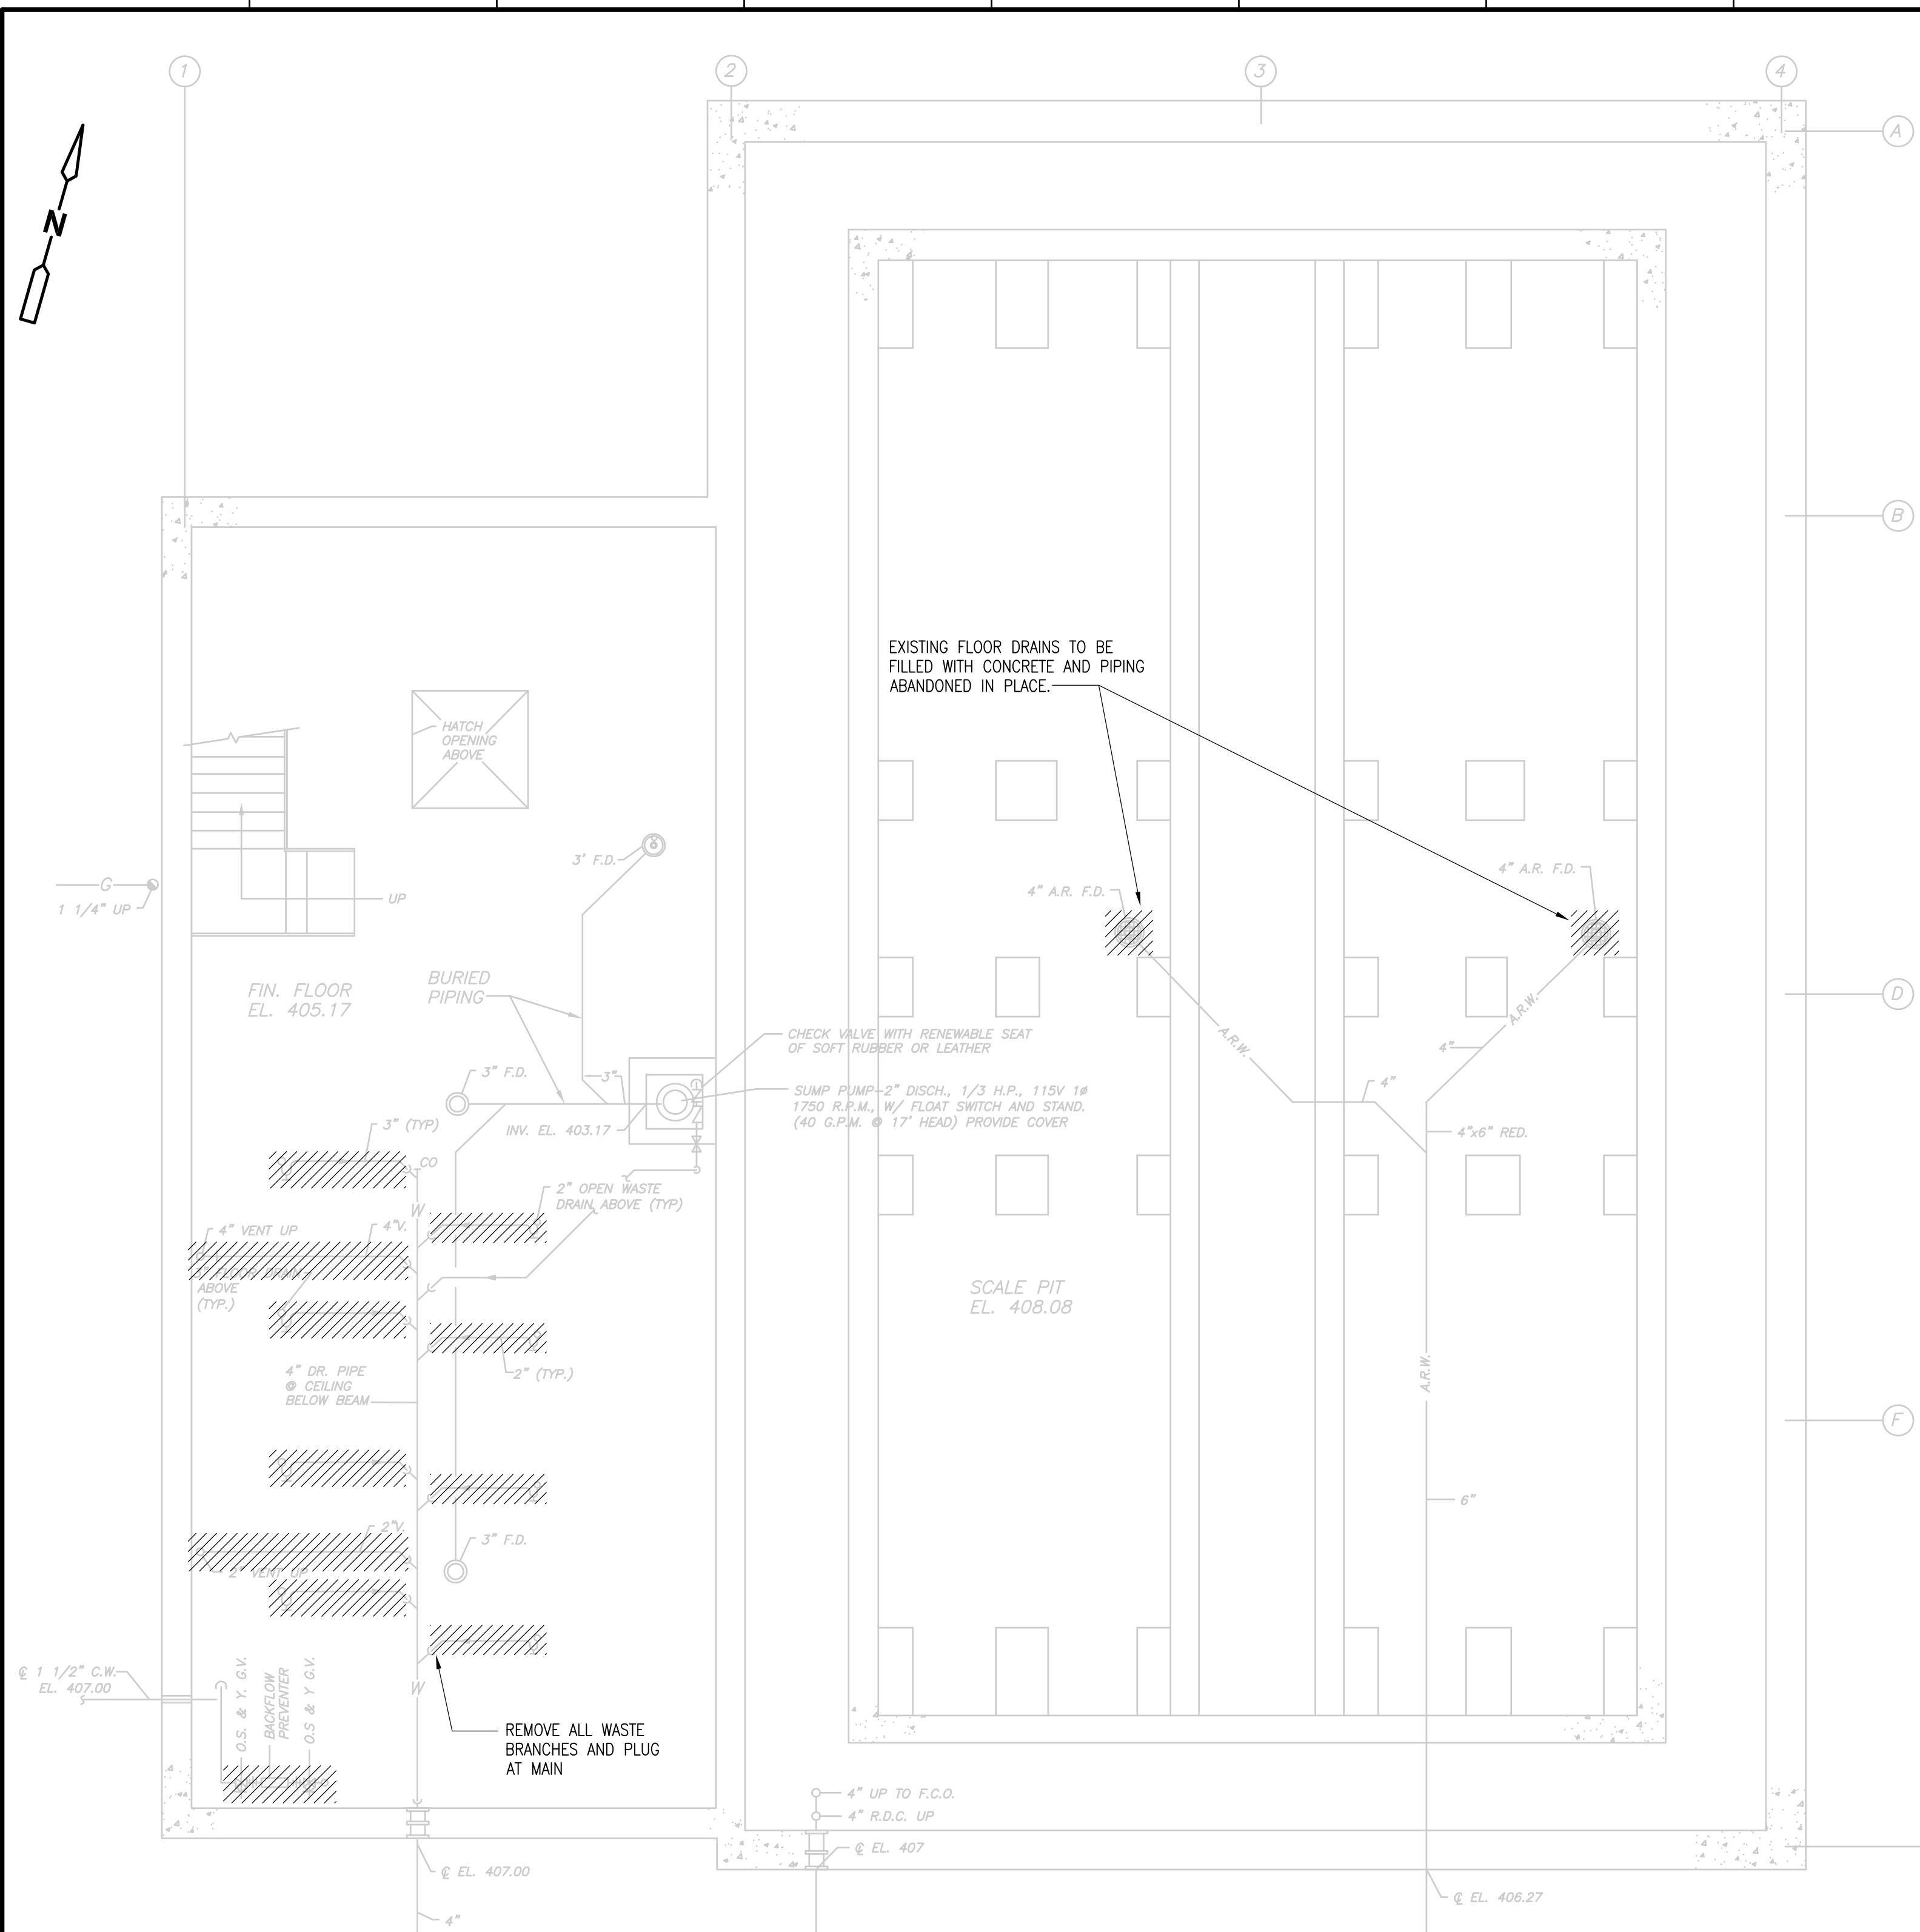 1
2
3
4
A
N
B
EXISTING FLOOR DRAINS TO BE
FILLED WITH CONCRETE AND PIPING
ABANDONED IN PLACE.
HATCH
OPENING
ABOVE
3' F.D.
4" A.R. F.D.
4" A.R. F.D.
G
1 1/4" UP
UP
FIN. FLOOR
EL. 405.17
BURIED
PIPING
D
A.R.W.
A.R.W.
CHECK VALVE WITH RENEWABLE SEAT
OF SOFT RUBBER OR LEATHER
4"
3" F.D.
3"
4"
SUMP PUMP-2" DISCH., 1/3 H.P., 115V 1ø
1750 R.P.M., W/ FLOAT SWITCH AND STAND.
(40 G.P.M. @ 17' HEAD) PROVIDE COVER
3" (TYP)
INV. EL. 403.17
4"x6" RED.
CO
2" OPEN WASTE
DRAIN ABOVE (TYP)
W
4" VENT UP
4"V.
3" FLOOR DRAIN
ABOVE
(TYP.)
SCALE PIT
EL. 408.08
4" DR. PIPE
@ CEILING
BELOW BEAM
2" (TYP.)
A.R.W.
F
6"
2"V.
3" F.D.
2" VENT UP
℄ 1 1/2" C.W.
EL. 407.00
O.S. & Y. G.V.
BACKFLOW
PREVENTER
O.S & Y G.V.
W
REMOVE ALL WASTE
BRANCHES AND PLUG
AT MAIN
4" UP TO F.C.O.
4" R.D.C. UP
℄ EL. 407
℄ EL. 407.00
℄ EL. 406.27
4"